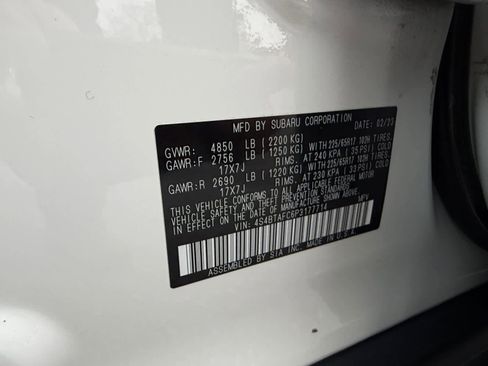 MFD BY SUBARU CORPORATION DATE: 02/23
GVWR: 4850 LB (2200 KG)
GAWR:F 2756 LB (1250 KG) WITH 225/65R17 102H TIRES,
17X7J RIMS, AT 240 KPA (35 PSI) COLD
GAWR:R 2690 LB (1220 KG) WITH 225/65R17 102H TIRES,
17X7J RIMS, AT 230 KPA (33 PSI) COLD
THIS VEHICLE CONFORMS TO ALL APPLICABLE FEDERAL MOTOR
VEHICLE SAFETY, BUMPER, AND THEFT PREVENTION STANDARDS
IN EFFECT ON THE DATE OF MANUFACTURE SHOWN ABOVE.
VIN: 4S4BTAFC6P3177714 MPV
ASSEMBLED BY SIA INC. MADE IN U.S.A.